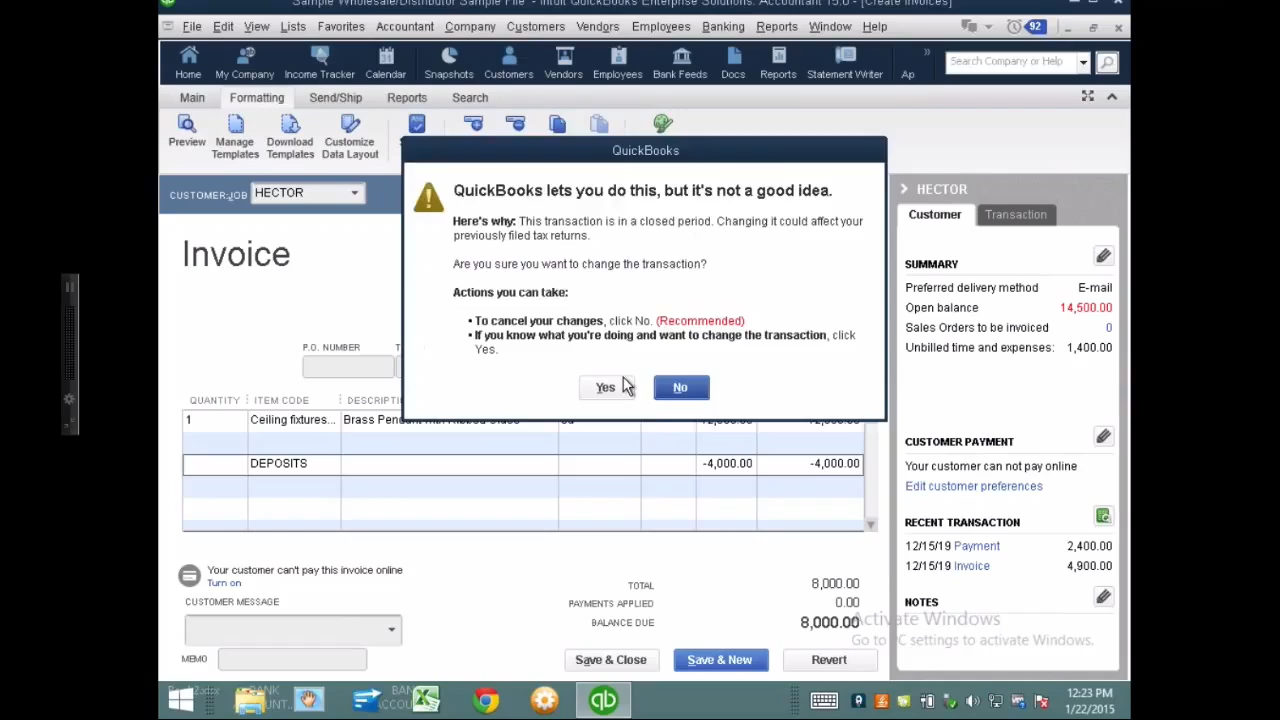 Sample Wholesale/Distributor Sample File - Intuit QuickBooks Enterprise Solutions: Accountant 15.0 - [Create Invoices]
File Edit View Lists Favorites Accountant Company Customers Vendors Employees Banking Reports Window Help 92
Home My Company Income Tracker Calendar Snapshots Customers Vendors Employees Bank Feeds Docs Reports Statement Writer Ap » Search Company or Help
Main Formatting Send/Ship Reports Search
Preview Manage Templates Download Templates Customize Data Layout
QuickBooks
QuickBooks lets you do this, but it's not a good idea.
Here's why: This transaction is in a closed period. Changing it could affect your
previously filed tax returns.
Are you sure you want to change the transaction?
Actions you can take:
• To cancel your changes, click No. (Recommended)
• If you know what you're doing and want to change the transaction, click
Yes.
Yes No
CUSTOMER:JOB HECTOR
Invoice
P.O. NUMBER T
QUANTITY ITEM CODE DESCRIPTI
1 Ceiling fixtures...
DEPOSITS -4,000.00 -4,000.00
Your customer can't pay this invoice online
Turn on
CUSTOMER MESSAGE
MEMO
TOTAL 8,000.00
PAYMENTS APPLIED 0.00
BALANCE DUE 8,000.00
Save & Close Save & New Revert
HECTOR
Customer Transaction
SUMMARY
Preferred delivery method E-mail
Open balance 14,500.00
Sales Orders to be invoiced 0
Unbilled time and expenses: 1,400.00
CUSTOMER PAYMENT
Your customer can not pay online
Edit customer preferences
RECENT TRANSACTION
12/15/19 Payment 2,400.00
12/15/19 Invoice 4,900.00
NOTES
Activate Windows
Go to PC settings to activate Windows.
12:23 PM
1/22/2015